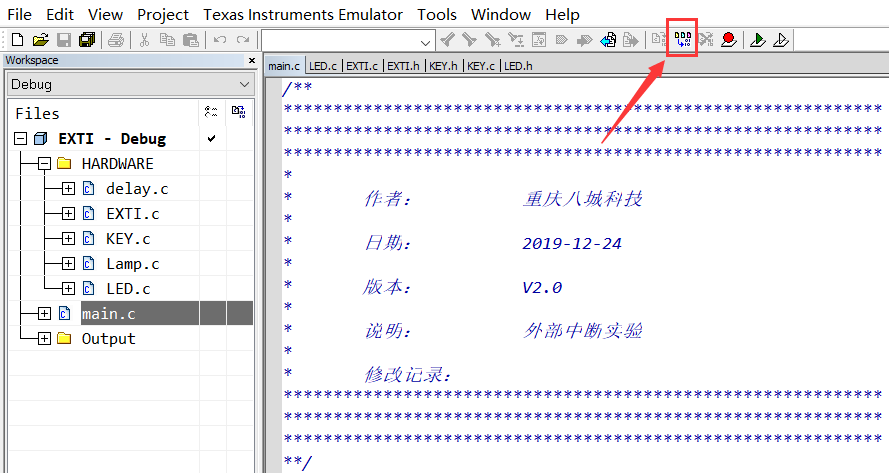 File Edit View Project Texas Instruments Emulator Tools Window Help
Workspace ×
main.c LED.c EXTI.c EXTI.h KEY.h KEY.c LED.h
Debug
Files
EXTI - Debug
HARDWARE
delay.c
EXTI.c
KEY.c
Lamp.c
LED.c
main.c
Output
/**
************************************************************
************************************************************
************************************************************
*
* 作者: 重庆八城科技
*
* 日期: 2019-12-24
*
* 版本: V2.0
*
* 说明: 外部中断实验
*
* 修改记录:
************************************************************
************************************************************
************************************************************
**/